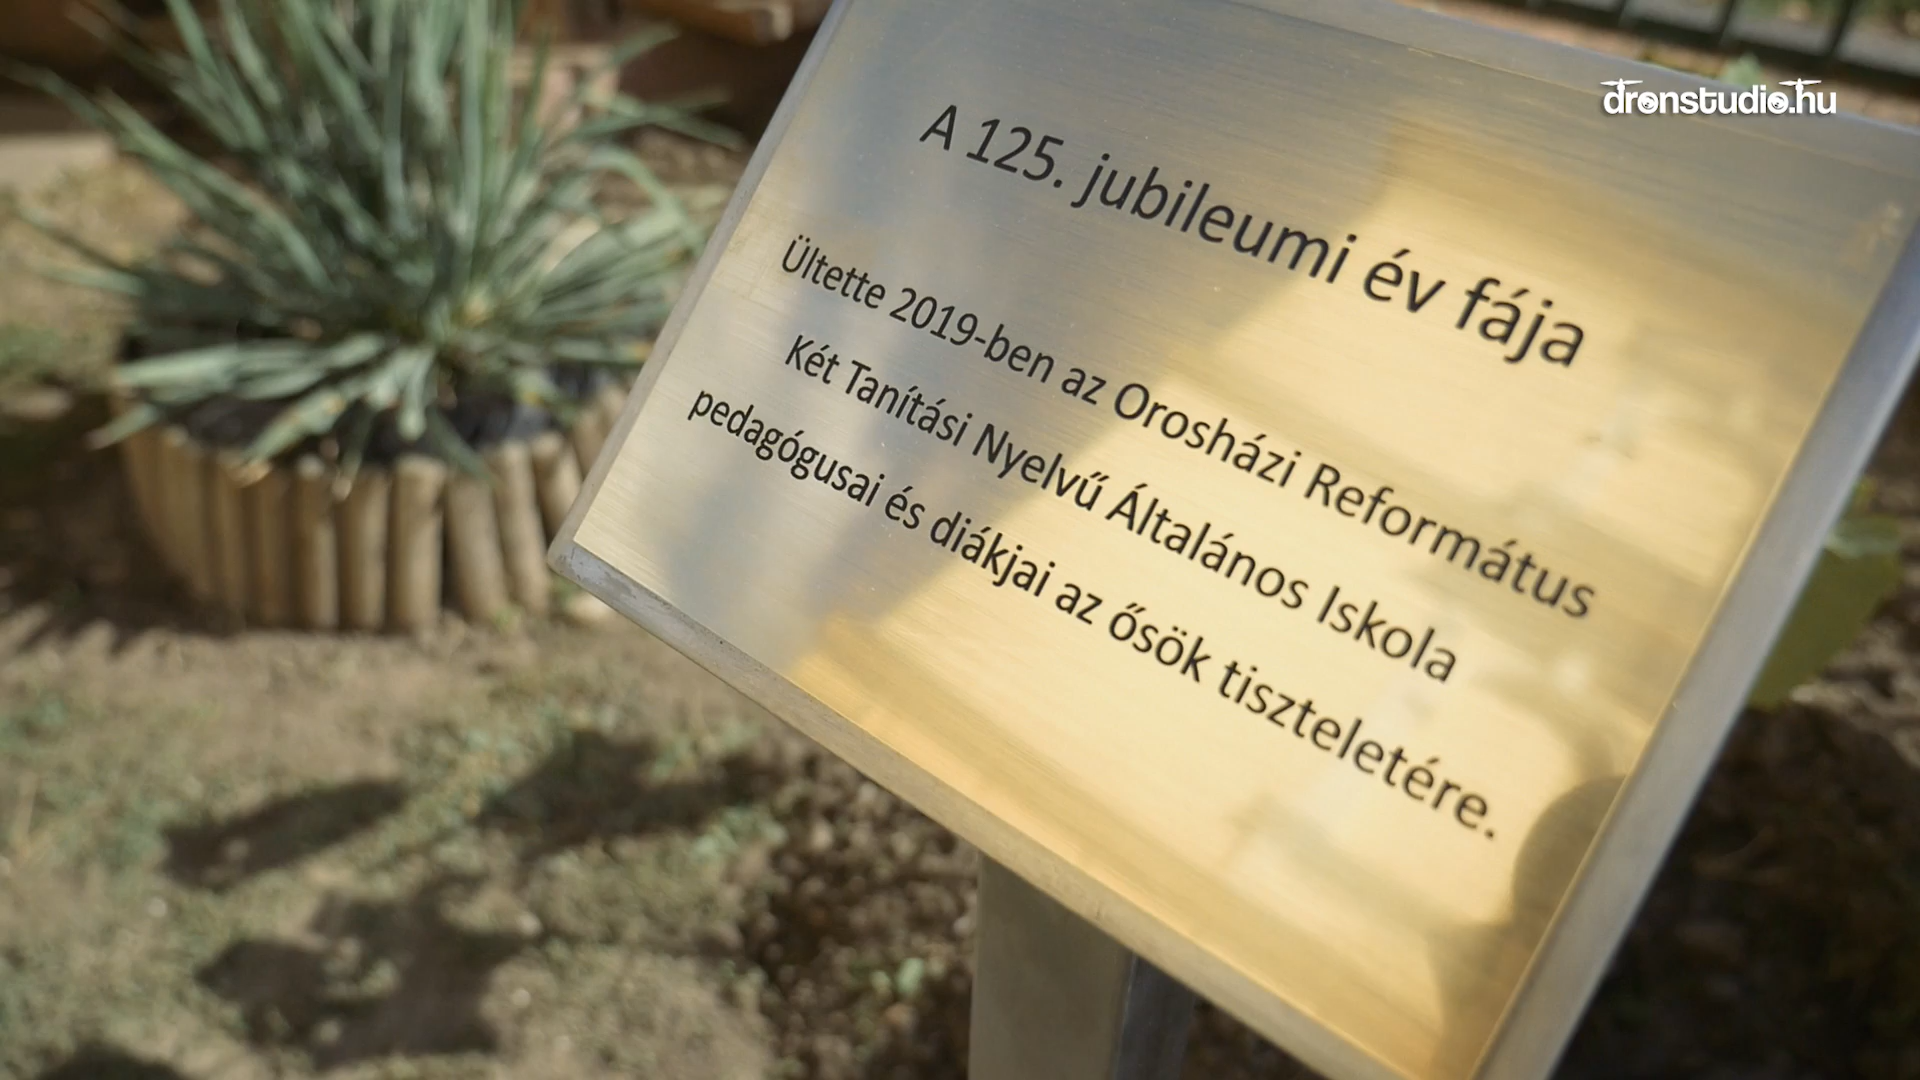 dronstudio.hu
A 125. jubileumi év fája
Ültette 2019-ben az Orosházi Református
Két Tanítási Nyelvű Általános Iskola
pedagógusai és diákjai az ősök tiszteletére.